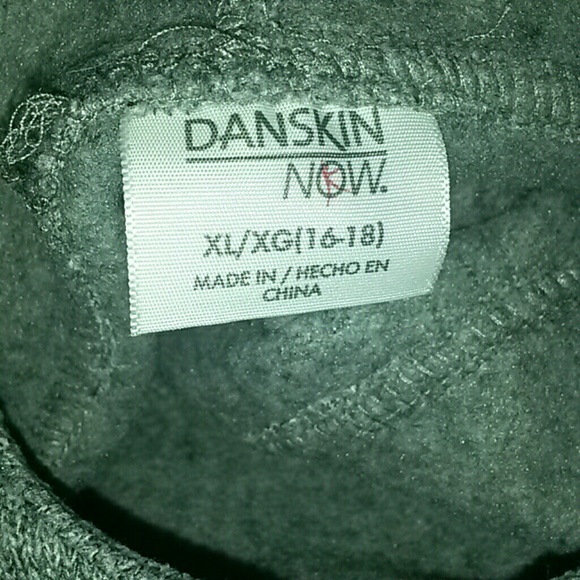 DANSKIN
NOW.
XL/XG(16-18)
MADE IN / HECHO EN
CHINA